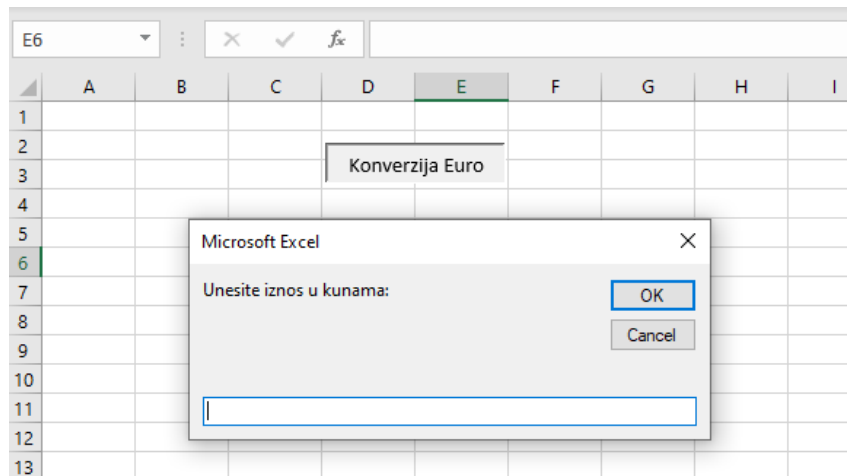 E6
fx
A B C D E F G H I
1
2
Konverzija Euro
3
4
5
Microsoft Excel
6
7
Unesite iznos u kunama:
OK
8
9
Cancel
10
11
12
13